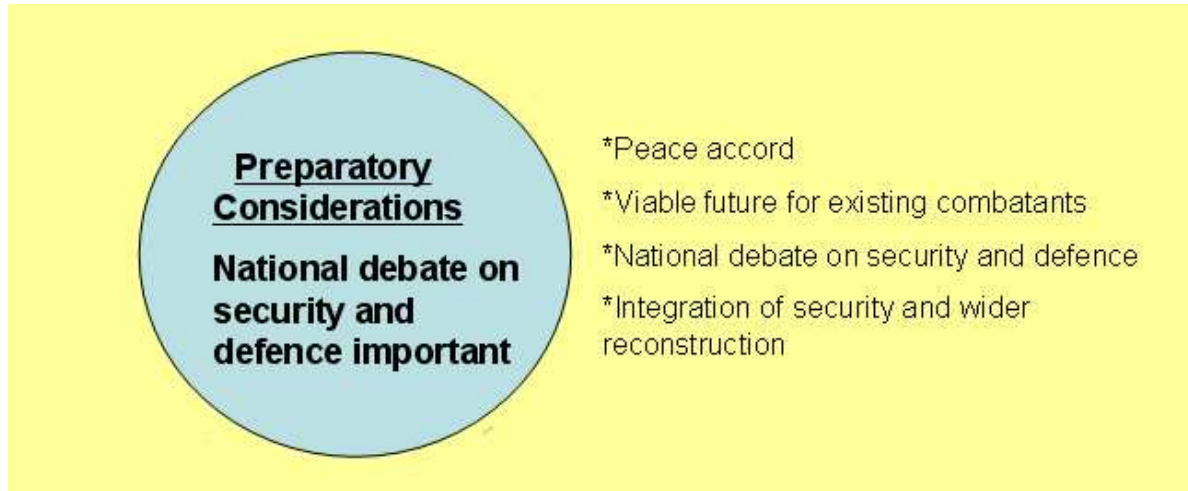 Preparatory
Considerations
National debate on
security and
defence important
*Peace accord
*Viable future for existing combatants
*National debate on security and defence
*Integration of security and wider
reconstruction